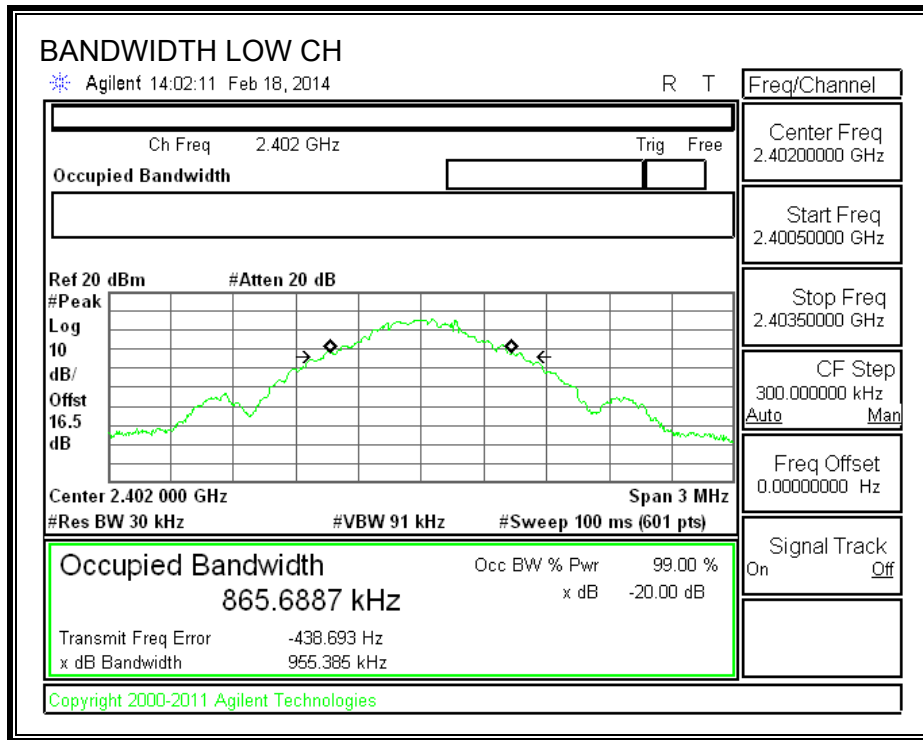 BANDWIDTH LOW CH
Agilent 14:02:11 Feb 18, 2014 R T
Ch Freq 2.402 GHz Trig Free
Occupied Bandwidth
Ref 20 dBm #Atten 20 dB
#Peak
Log
10
dB/
Offst
16.5
dB
Center 2.402 000 GHz Span 3 MHz
#Res BW 30 kHz #VBW 91 kHz #Sweep 100 ms (601 pts)
Occupied Bandwidth Occ BW % Pwr 99.00 %
865.6887 kHz x dB -20.00 dB
Transmit Freq Error -438.693 Hz
x dB Bandwidth 955.385 kHz
Copyright 2000-2011 Agilent Technologies
Freq/Channel
Center Freq
2.40200000 GHz
Start Freq
2.40050000 GHz
Stop Freq
2.40350000 GHz
CF Step
300.000000 kHz
Auto Man
Freq Offset
0.00000000 Hz
Signal Track
On Off